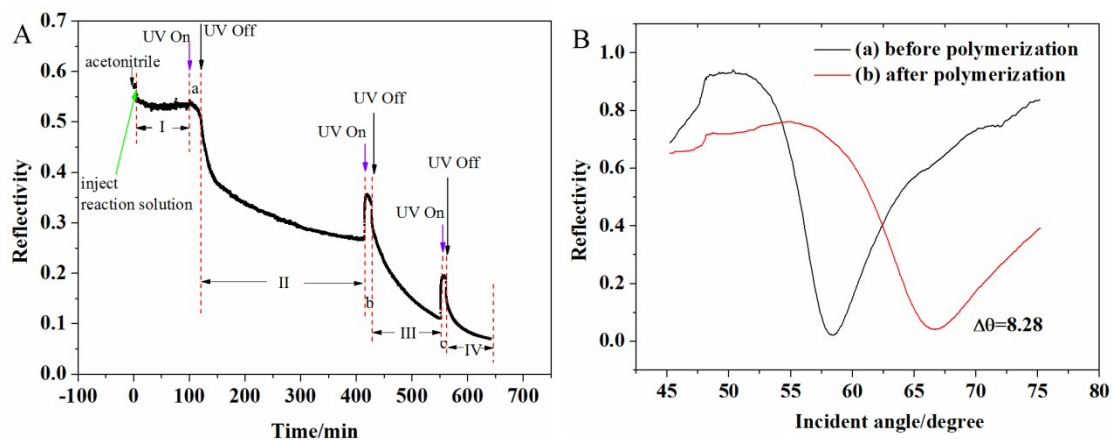 A
0.7
0.6
0.5
0.4
0.3
0.2
0.1
0.0
Reflectivity
-100
0
100
200
300
400
500
600
700
Time/min
UV On
UV Off
acetonitrile
a
I
inject
reaction solution
II
UV On
UV Off
b
III
UV On
UV Off
c
IV
B
1.0
0.8
0.6
0.4
0.2
0.0
Reflectivity
45
50
55
60
65
70
75
80
Incident angle/degree
(a) before polymerization
(b) after polymerization
Δθ=8.28